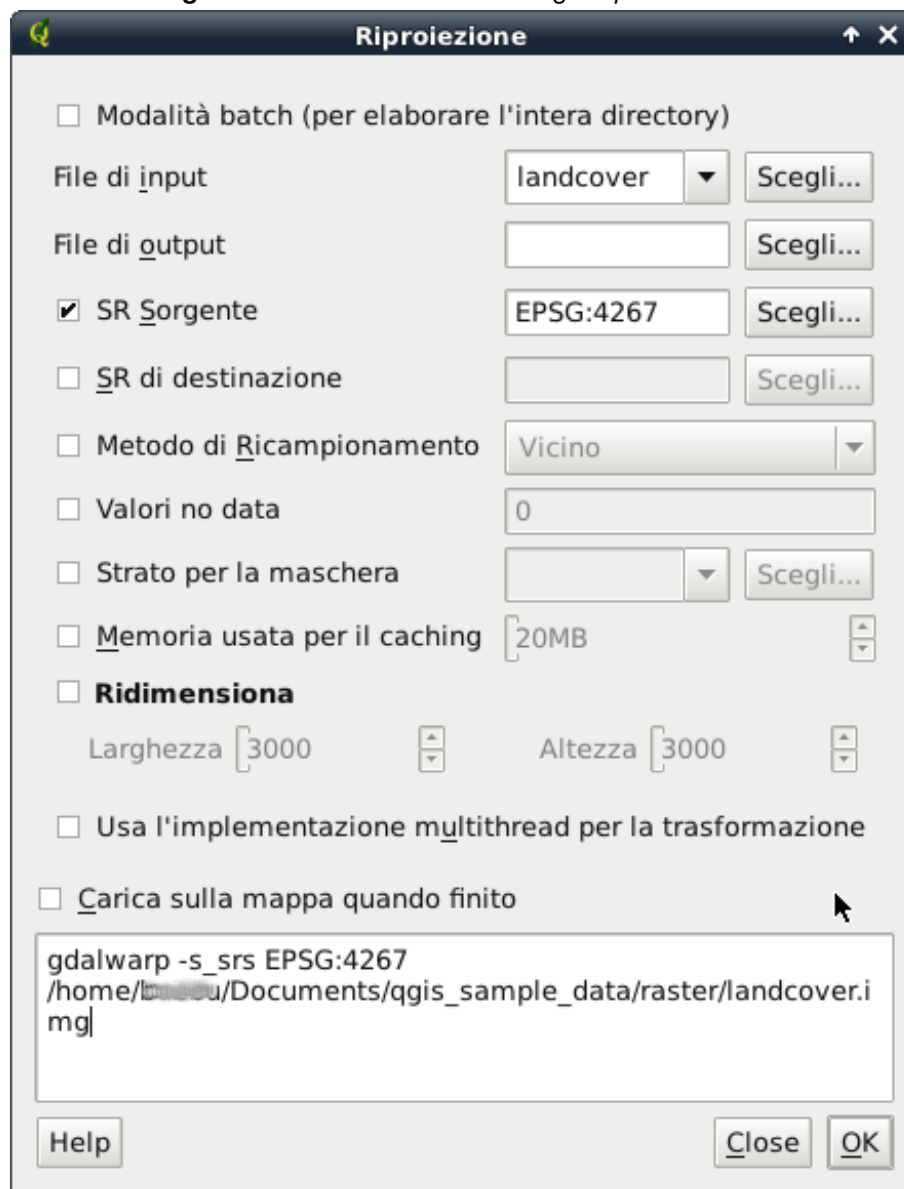 Riproiezione
Modalità batch (per elaborare l'intera directory)
File di input landcover Scegli...
File di output Scegli...
SR Sorgente EPSG:4267 Scegli...
SR di destinazione Scegli...
Metodo di Ricampionamento Vicino
Valori no data 0
Strato per la maschera Scegli...
Memoria usata per il caching 20MB
Ridimensiona
Larghezza 3000 Altezza 3000
Usa l'implementazione multithread per la trasformazione
Carica sulla mappa quando finito
gdalwarp -s_srs EPSG:4267
/home/ /Documents/qgis_sample_data/raster/landcover.i
mg
Help Close OK